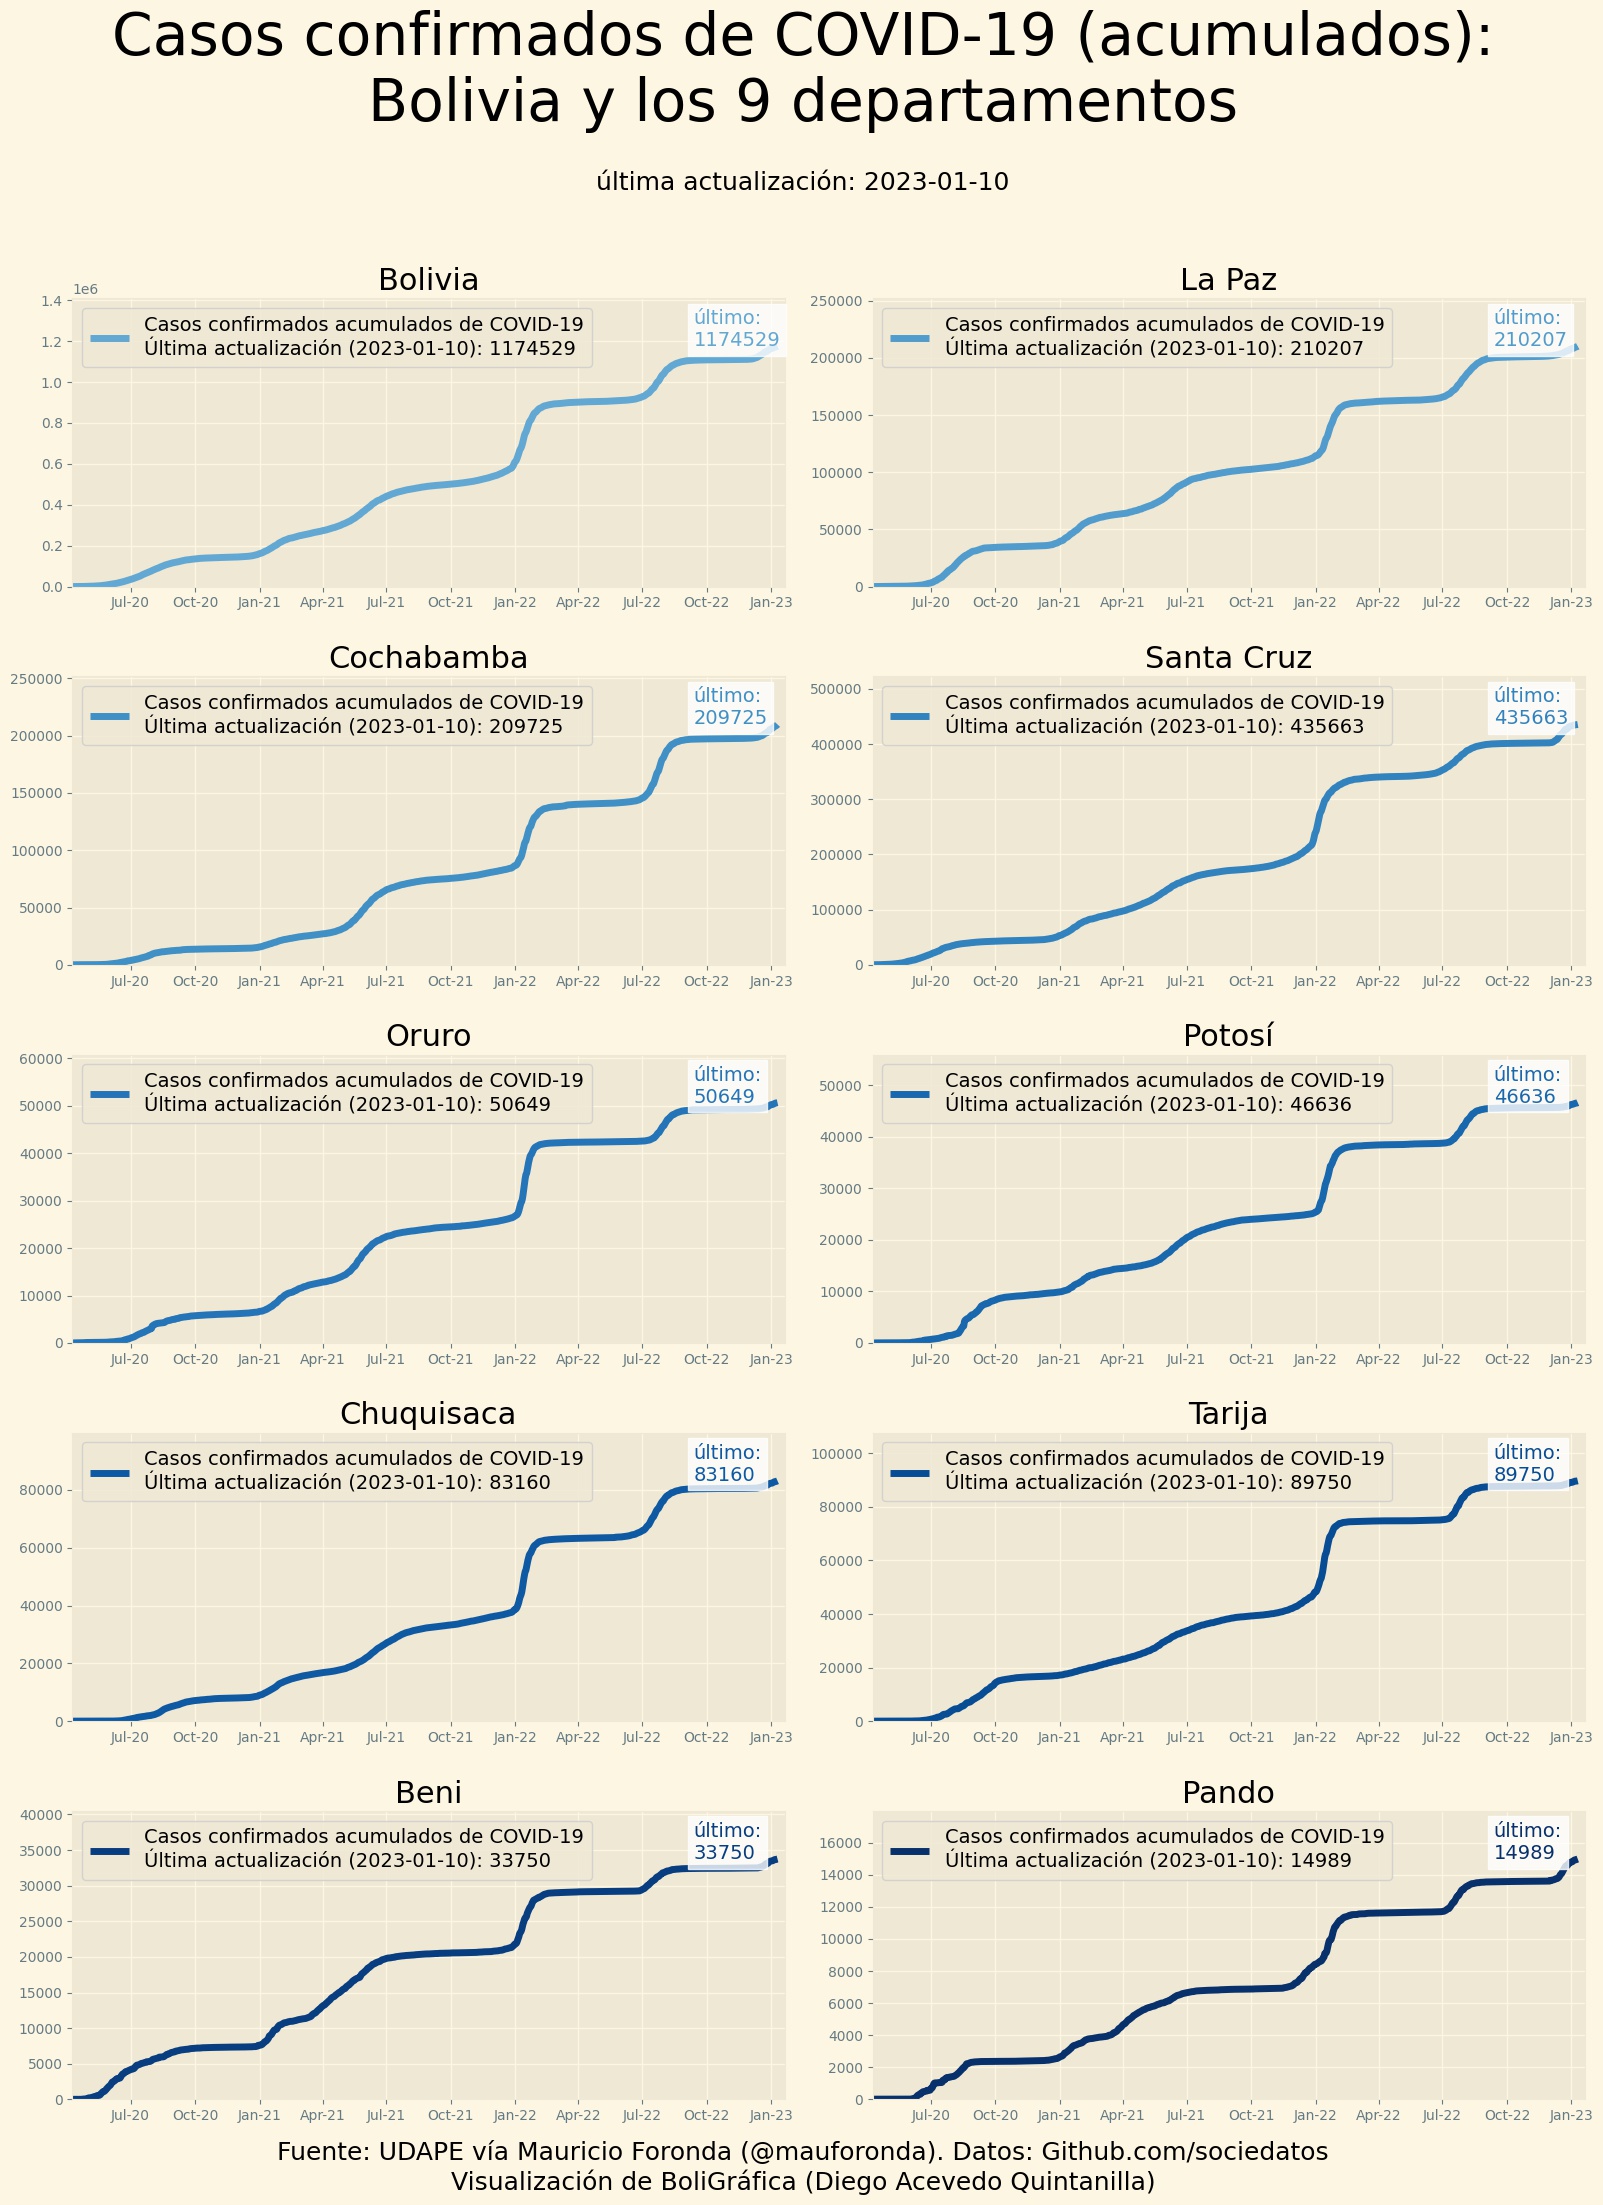 Casos confirmados de COVID-19 (acumulados):
Bolivia y los 9 departamentos
última actualización: 2023-01-10
Bolivia
1e6
1.4
1.2
1.0
0.8
0.6
0.4
0.2
0.0
Casos confirmados acumulados de COVID-19
Última actualización (2023-01-10): 1174529
último:
1174529
Jul-20 Oct-20 Jan-21 Apr-21 Jul-21 Oct-21 Jan-22 Apr-22 Jul-22 Oct-22 Jan-23
La Paz
250000
200000
150000
100000
50000
0
Casos confirmados acumulados de COVID-19
Última actualización (2023-01-10): 210207
último:
210207
Jul-20 Oct-20 Jan-21 Apr-21 Jul-21 Oct-21 Jan-22 Apr-22 Jul-22 Oct-22 Jan-23
Cochabamba
250000
200000
150000
100000
50000
0
Casos confirmados acumulados de COVID-19
Última actualización (2023-01-10): 209725
último:
209725
Jul-20 Oct-20 Jan-21 Apr-21 Jul-21 Oct-21 Jan-22 Apr-22 Jul-22 Oct-22 Jan-23
Santa Cruz
500000
400000
300000
200000
100000
0
Casos confirmados acumulados de COVID-19
Última actualización (2023-01-10): 435663
último:
435663
Jul-20 Oct-20 Jan-21 Apr-21 Jul-21 Oct-21 Jan-22 Apr-22 Jul-22 Oct-22 Jan-23
Oruro
60000
50000
40000
30000
20000
10000
0
Casos confirmados acumulados de COVID-19
Última actualización (2023-01-10): 50649
último:
50649
Jul-20 Oct-20 Jan-21 Apr-21 Jul-21 Oct-21 Jan-22 Apr-22 Jul-22 Oct-22 Jan-23
Potosí
50000
40000
30000
20000
10000
0
Casos confirmados acumulados de COVID-19
Última actualización (2023-01-10): 46636
último:
46636
Jul-20 Oct-20 Jan-21 Apr-21 Jul-21 Oct-21 Jan-22 Apr-22 Jul-22 Oct-22 Jan-23
Chuquisaca
80000
60000
40000
20000
0
Casos confirmados acumulados de COVID-19
Última actualización (2023-01-10): 83160
último:
83160
Jul-20 Oct-20 Jan-21 Apr-21 Jul-21 Oct-21 Jan-22 Apr-22 Jul-22 Oct-22 Jan-23
Tarija
100000
80000
60000
40000
20000
0
Casos confirmados acumulados de COVID-19
Última actualización (2023-01-10): 89750
último:
89750
Jul-20 Oct-20 Jan-21 Apr-21 Jul-21 Oct-21 Jan-22 Apr-22 Jul-22 Oct-22 Jan-23
Beni
40000
35000
30000
25000
20000
15000
10000
5000
0
Casos confirmados acumulados de COVID-19
Última actualización (2023-01-10): 33750
último:
33750
Jul-20 Oct-20 Jan-21 Apr-21 Jul-21 Oct-21 Jan-22 Apr-22 Jul-22 Oct-22 Jan-23
Pando
16000
14000
12000
10000
8000
6000
4000
2000
0
Casos confirmados acumulados de COVID-19
Última actualización (2023-01-10): 14989
último:
14989
Jul-20 Oct-20 Jan-21 Apr-21 Jul-21 Oct-21 Jan-22 Apr-22 Jul-22 Oct-22 Jan-23
Fuente: UDAPE vía Mauricio Foronda (@mauforonda). Datos: Github.com/sociedatos
Visualización de BoliGráfica (Diego Acevedo Quintanilla)